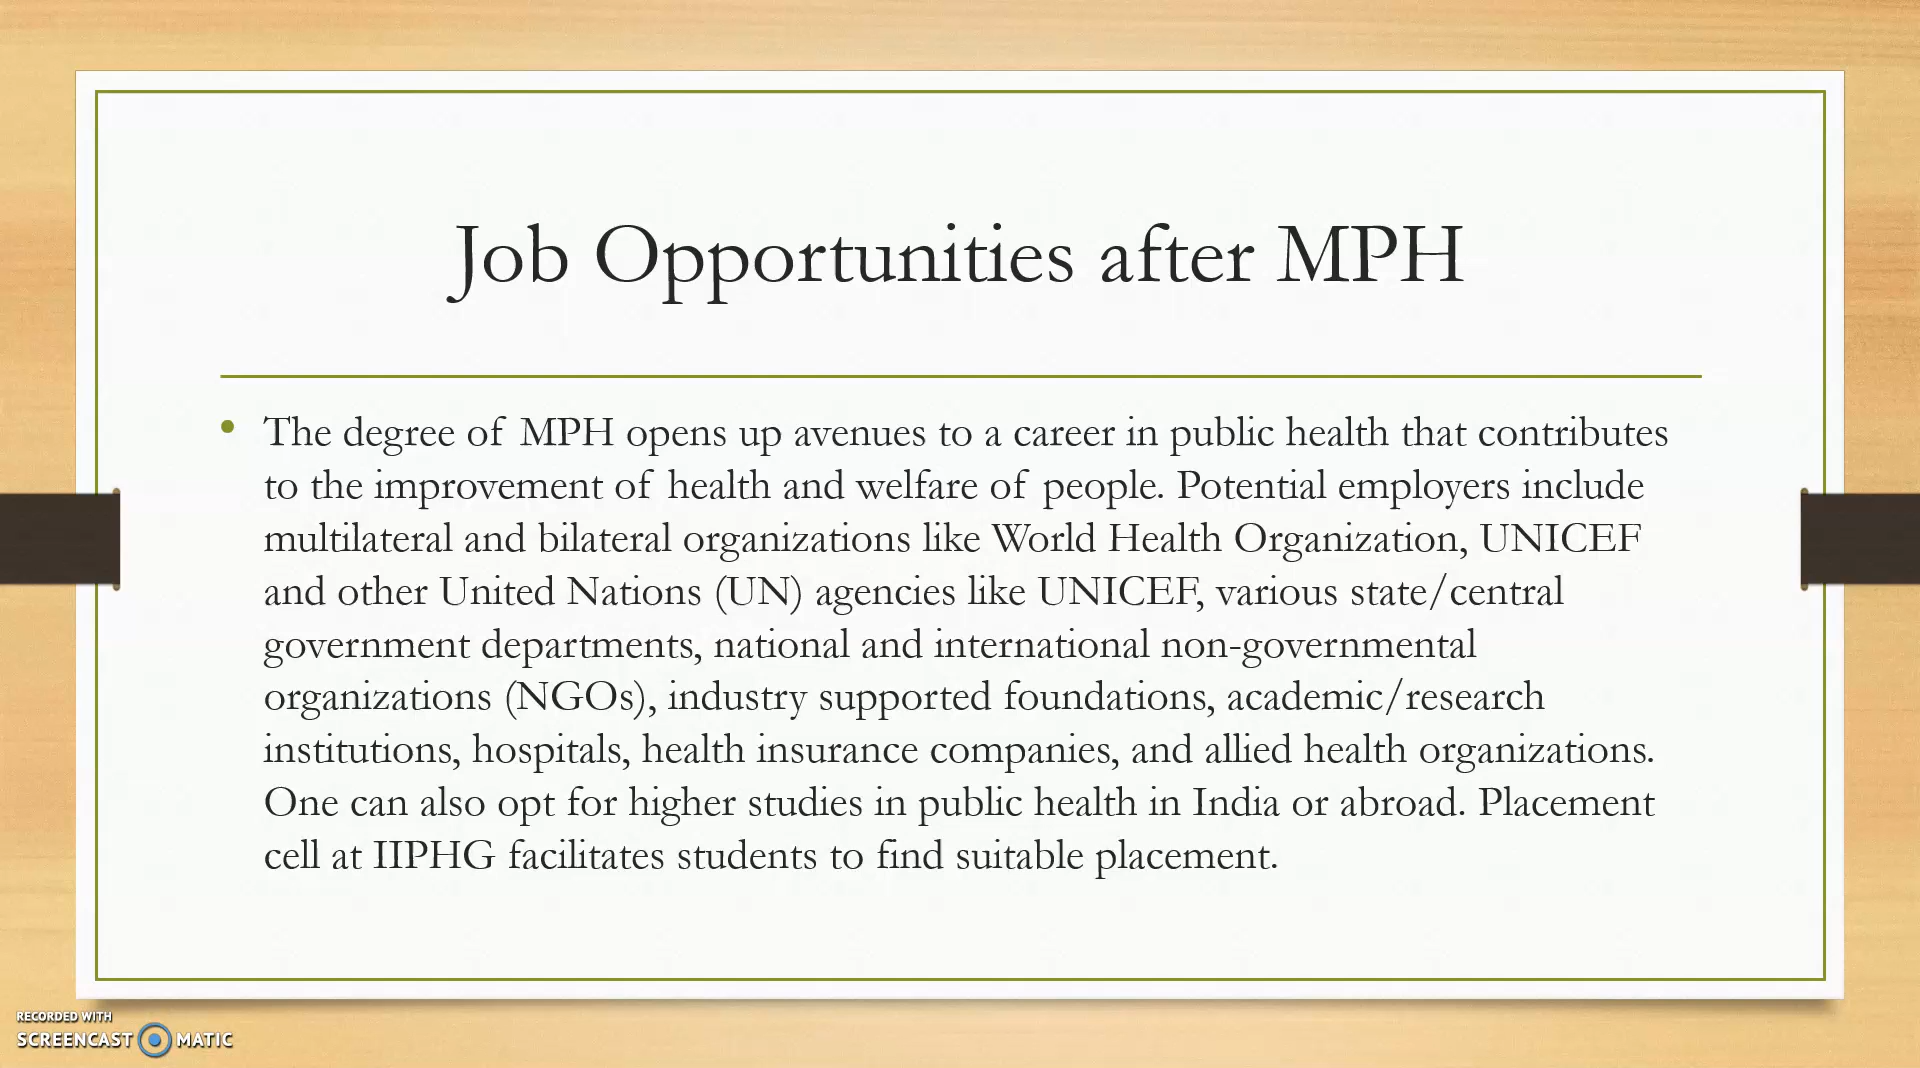 Job Opportunities after MPH
• The degree of MPH opens up avenues to a career in public health that contributes
to the improvement of health and welfare of people. Potential employers include
multilateral and bilateral organizations like World Health Organization, UNICEF
and other United Nations (UN) agencies like UNICEF, various state/central
government departments, national and international non-governmental
organizations (NGOs), industry supported foundations, academic/research
institutions, hospitals, health insurance companies, and allied health organizations.
One can also opt for higher studies in public health in India or abroad. Placement
cell at IIPHG facilitates students to find suitable placement.
RECORDED WITH
SCREENCAST MATIC